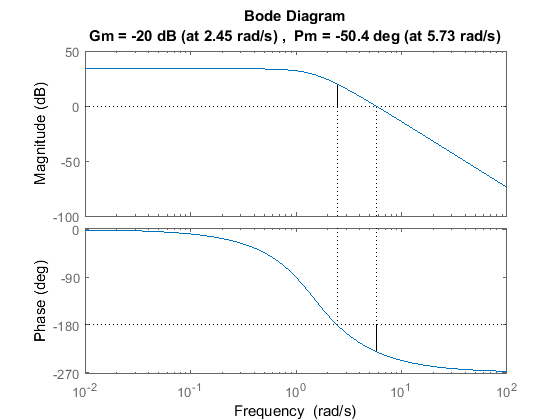 Bode Diagram
Gm = -20 dB (at 2.45 rad/s) , Pm = -50.4 deg (at 5.73 rad/s)
50
0
-50
-100
Magnitude (dB)
0
-90
-180
-270
Phase (deg)
10^-2
10^-1
10^0
10^1
10^2
Frequency (rad/s)